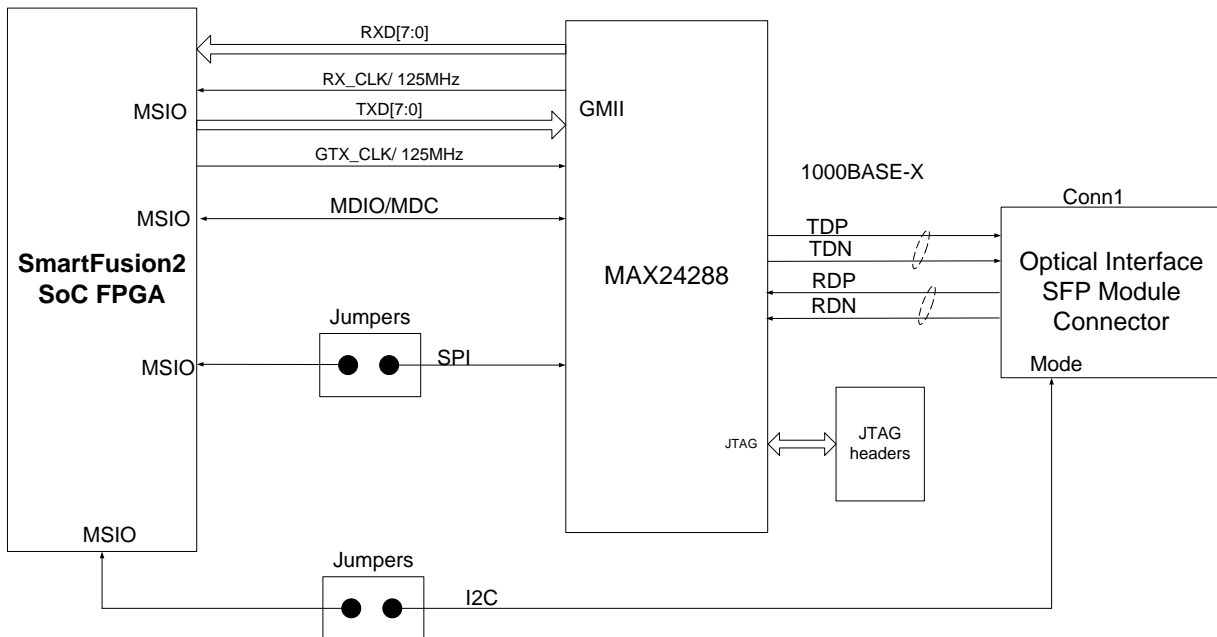 RXD[7:0]
RX_CLK/ 125MHz
MSIO
TXD[7:0]
GMII
GTX_CLK/ 125MHz
1000BASE-X
MSIO
MDIO/MDC
Conn1
TDP
TDN
RDP
RDN
SmartFusion2
SoC FPGA
MAX24288
Optical Interface
SFP Module
Connector
Jumpers
MSIO
SPI
Mode
JTAG
JTAG
headers
MSIO
Jumpers
I2C